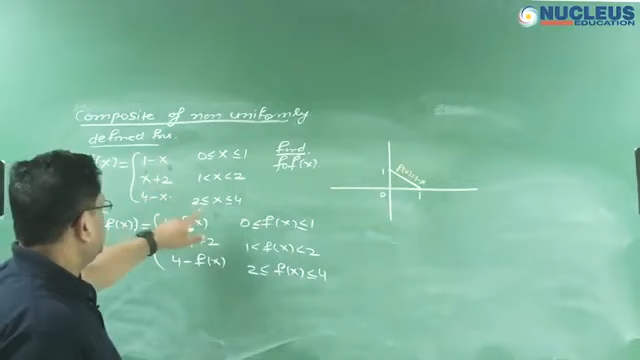 NUCLEUS
EDUCATION
Composite of non uniformly
defined fns.
(x) = { 1-x 0≤x≤1 find
x+2 1<x<2 fof(x).
4-x 2≤x≤4
f(x)) = { x) 0≤f(x)≤1
2 1<f(x)<2
4-f(x) 2≤f(x)≤4
1 f(x)=1-x
0 1